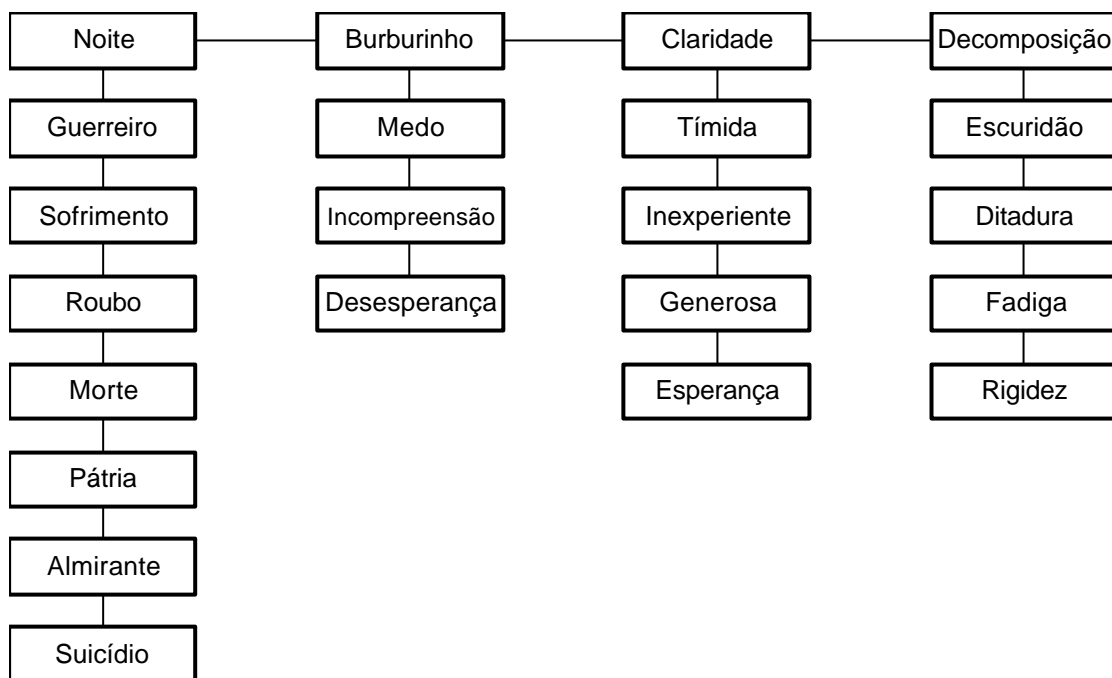 Noite Burburinho Claridade Decomposição
Guerreiro Medo Tímida Escuridão
Sofrimento Incompreensão Inexperiente Ditadura
Roubo Desesperança Generosa Fadiga
Morte Esperança Rigidez
Pátria
Almirante
Suicídio